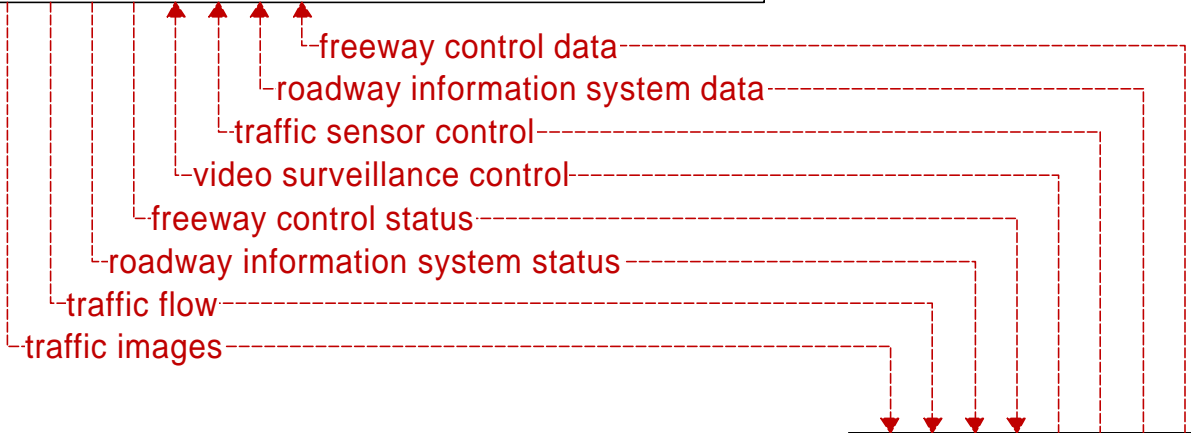 freeway control data
roadway information system data
traffic sensor control
video surveillance control
freeway control status
roadway information system status
traffic flow
traffic images